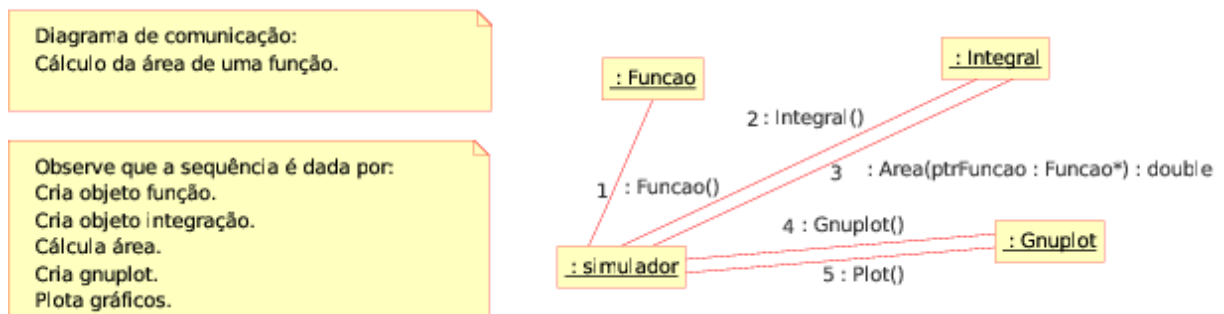 Diagrama de comunicação:
Cálculo da área de uma função.
Observe que a sequência é dada por:
Cria objeto função.
Cria objeto integração.
Cálcula área.
Cria gnuplot.
Plota gráficos.
: Funcao
: Integral
2 : Integral()
3 : Area(ptrFuncao : Funcao*) : double
1 : Funcao()
4 : Gnuplot()
: Gnuplot
: simulador
5 : Plot()